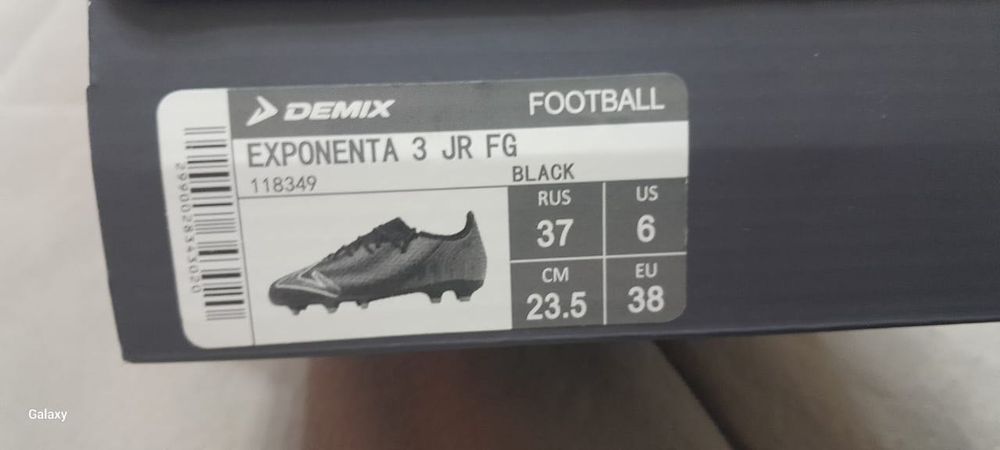 DEMIX FOOTBALL
EXPONENTA 3 JR FG
118349 BLACK
RUS US
37 6
CM EU
23.5 38
2990028343020
Galaxy